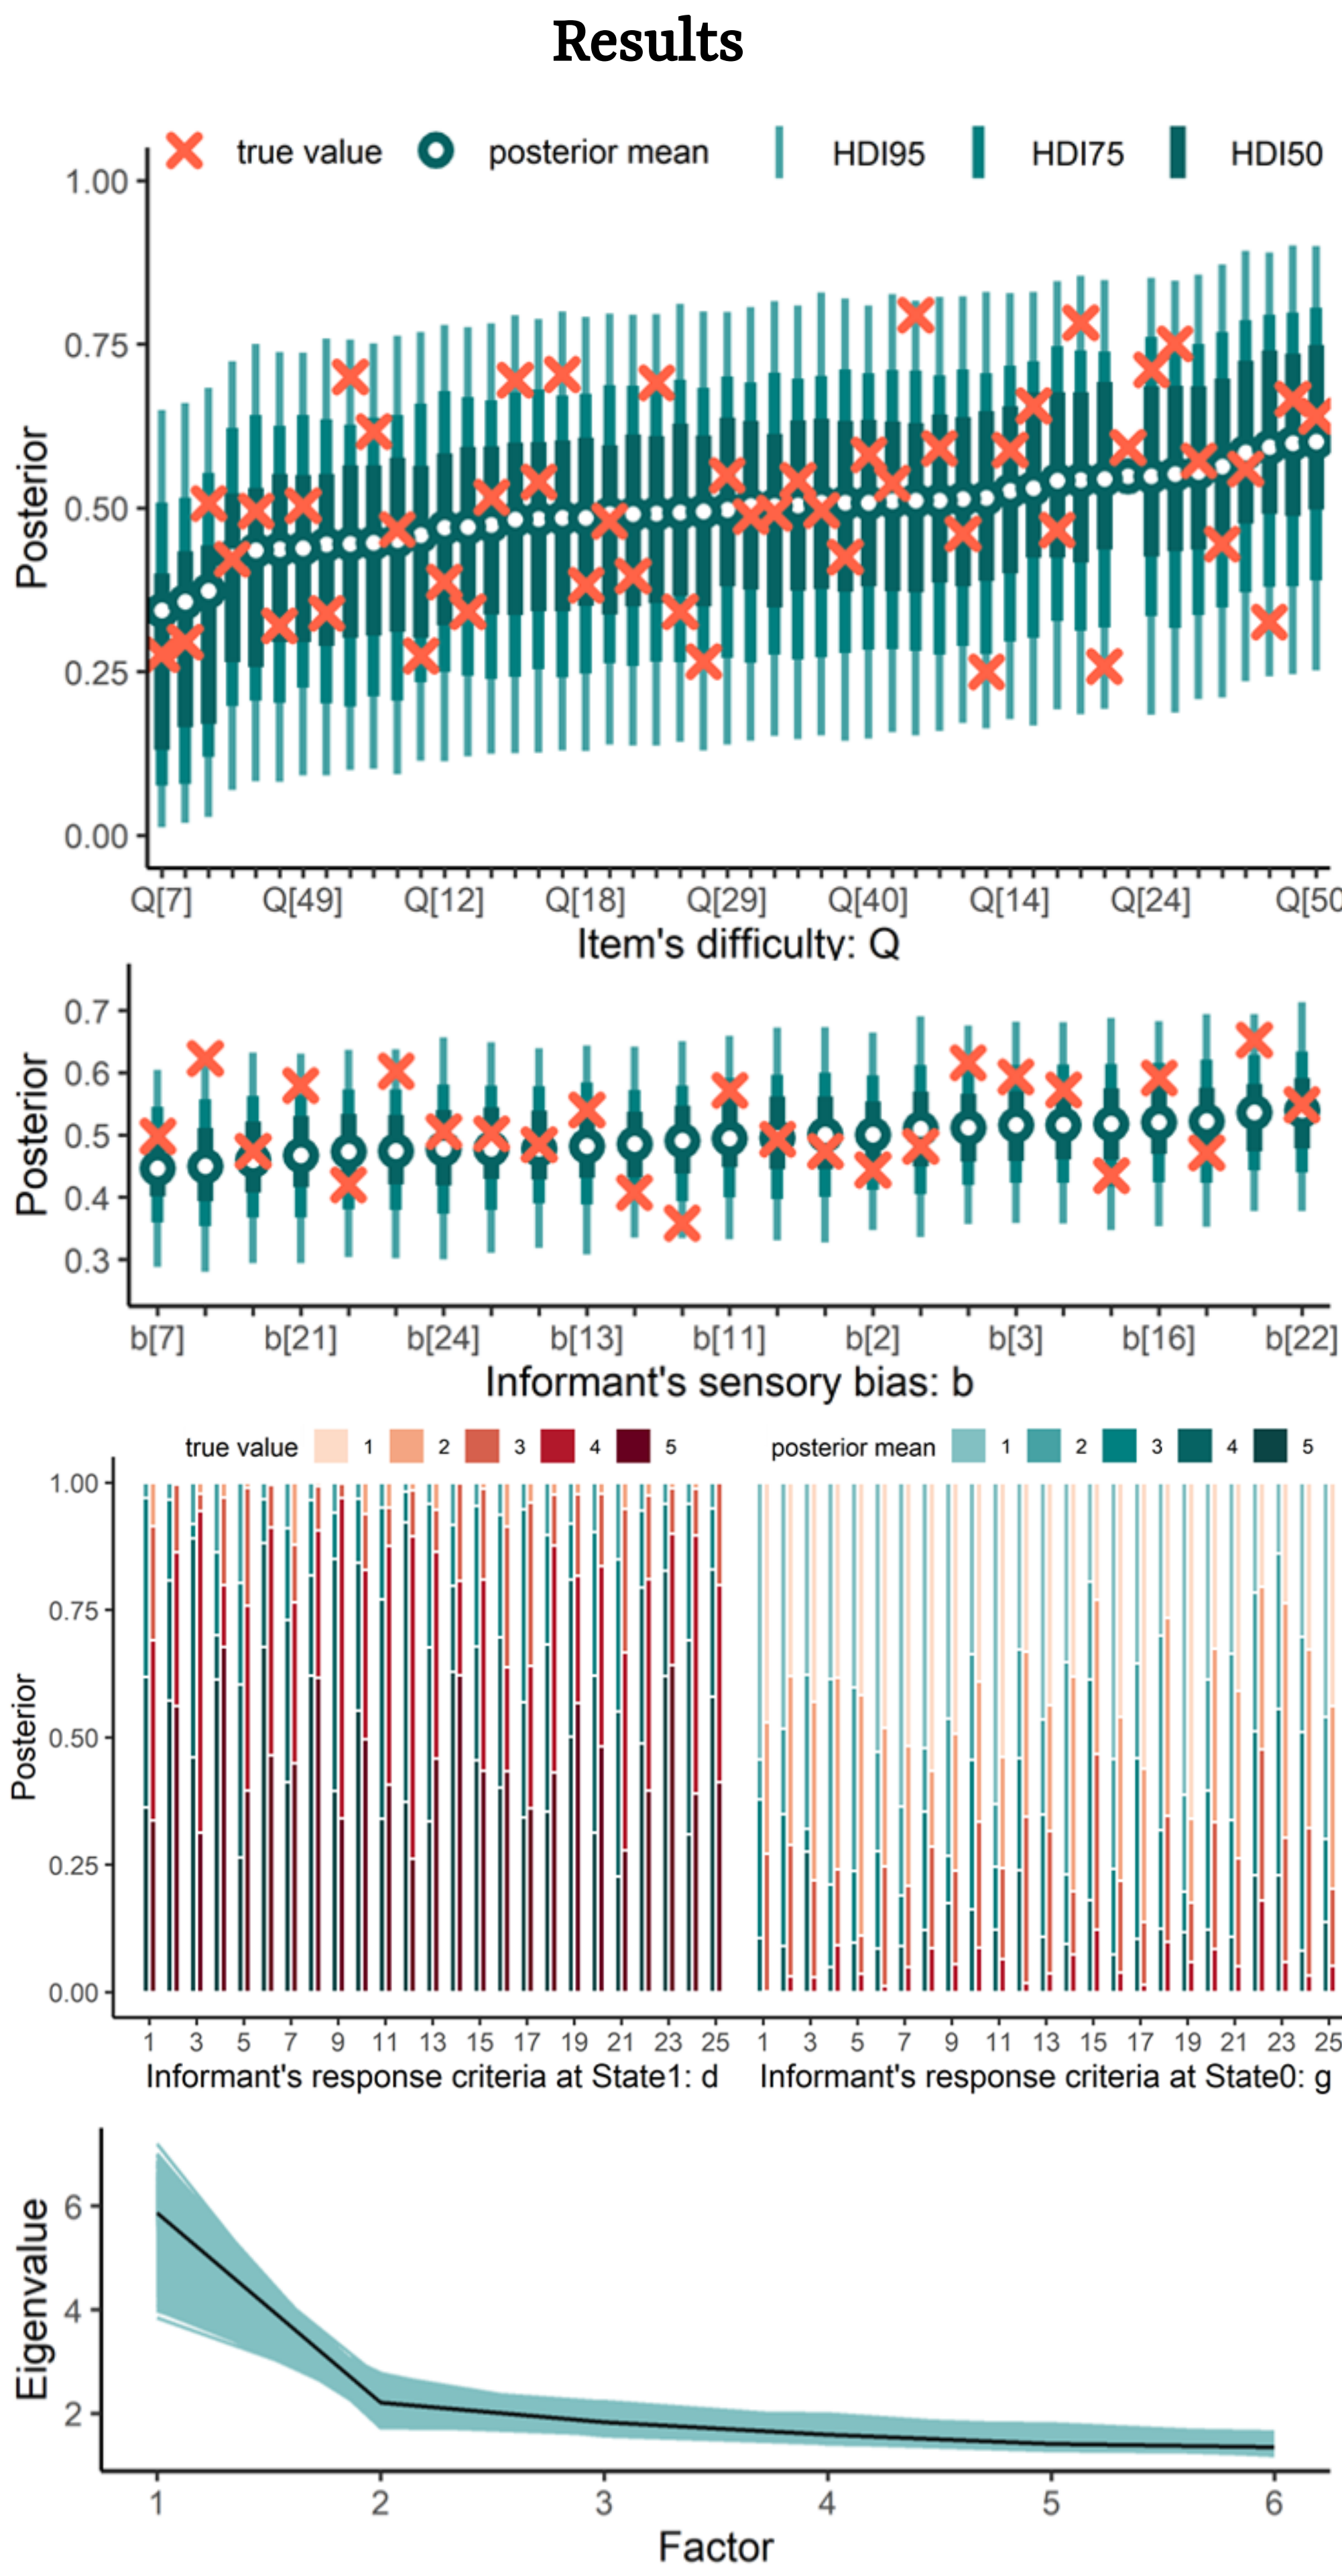 Results
true value posterior mean HDI95 HDI75 HDI50
1.00
0.75
0.50
0.25
0.00
Posterior
Q[7] Q[49] Q[12] Q[18] Q[29] Q[40] Q[14] Q[24] Q[50
Item's difficulty: Q
0.7
0.6
0.5
0.4
0.3
Posterior
b[7] b[21] b[24] b[13] b[11] b[2] b[3] b[16] b[22]
Informant's sensory bias: b
true value 1 2 3 4 5 posterior mean 1 2 3 4 5
1.00
0.75
0.50
0.25
0.00
Posterior
1 3 5 7 9 11 13 15 17 19 21 23 25 1 3 5 7 9 11 13 15 17 19 21 23 25
Informant's response criteria at State1: d Informant's response criteria at State0: g
6
4
2
Eigenvalue
1 2 3 4 5 6
Factor